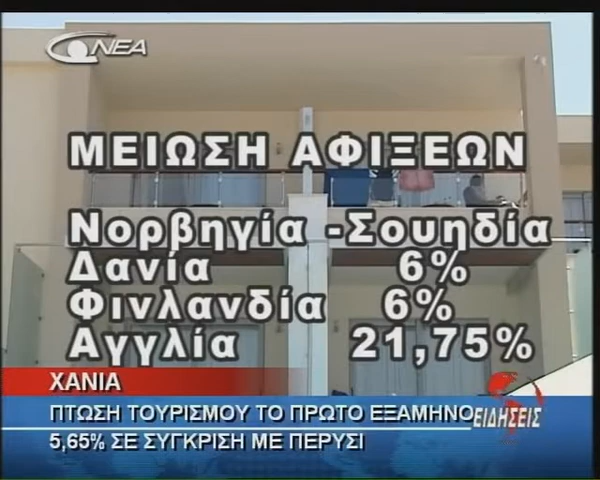 ΝΕΑ
ΜΕΙΩΣΗ ΑΦΙΞΕΩΝ
Νορβηγία -Σουηδία
Δανία 6%
Φινλανδία 6%
Αγγλία 21,75%
ΧΑΝΙΑ
ΠΤΩΣΗ ΤΟΥΡΙΣΜΟΥ ΤΟ ΠΡΩΤΟ ΕΞΑΜΗΝΟ
5,65% ΣΕ ΣΥΓΚΡΙΣΗ ΜΕ ΠΕΡΥΣΙ
ΕΙΔΗΣΕΙΣ